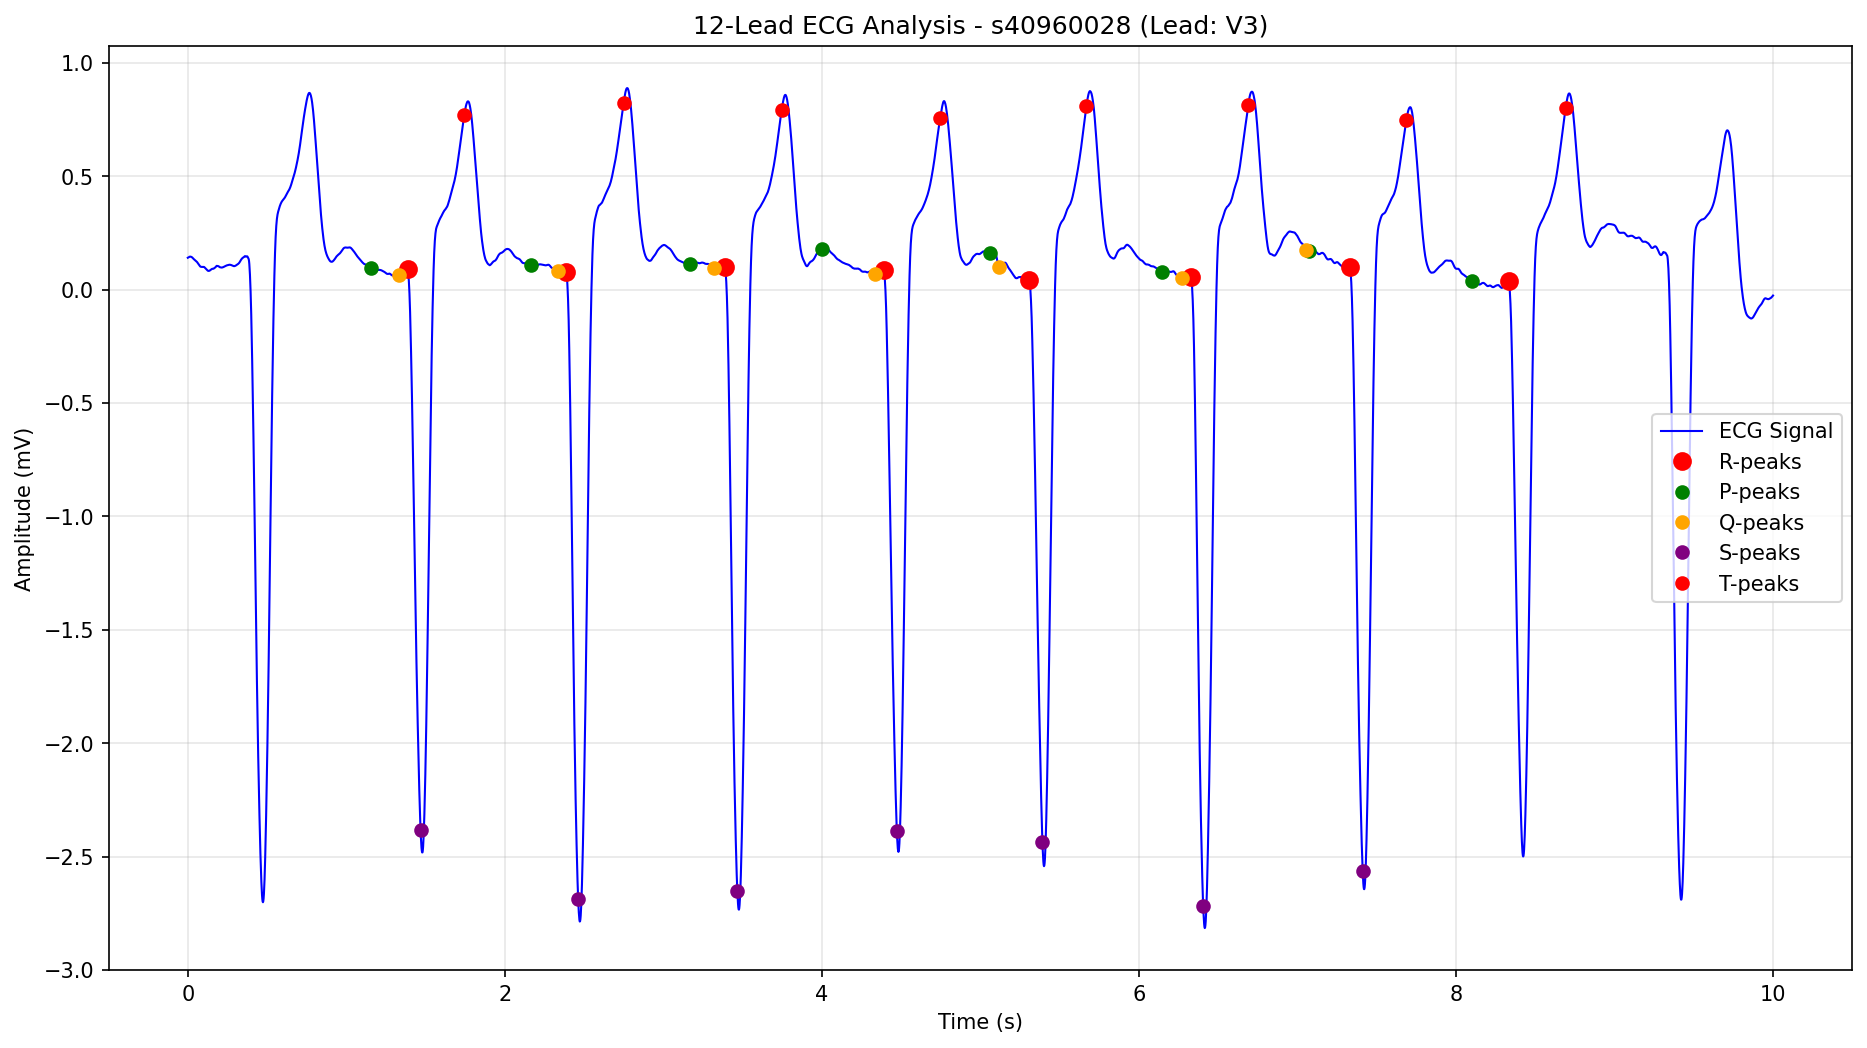 12-Lead ECG Analysis - s40960028 (Lead: V3)
1.0
0.5
0.0
−0.5
−1.0
−1.5
−2.0
−2.5
−3.0
Amplitude (mV)
ECG Signal
R-peaks
P-peaks
Q-peaks
S-peaks
T-peaks
0 2 4 6 8 10
Time (s)